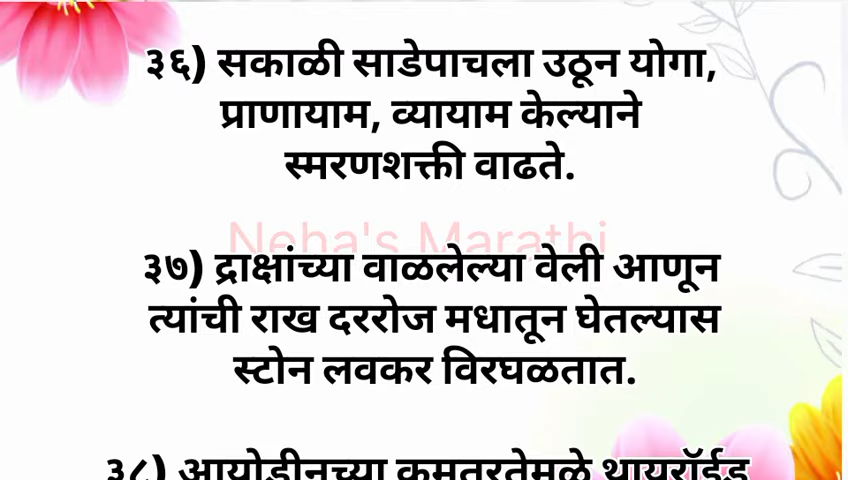 ३६) सकाळी साडेपाचला उठून योगा,
प्राणायाम, व्यायाम केल्याने
स्मरणशक्ती वाढते.
Neha's Marathi
३७) द्राक्षांच्या वाळलेल्या वेली आणून
त्यांची राख दररोज मधातून घेतल्यास
स्टोन लवकर विरघळतात.
३८) आयोडीनच्या कमतरतेमुळे थायरॉईड